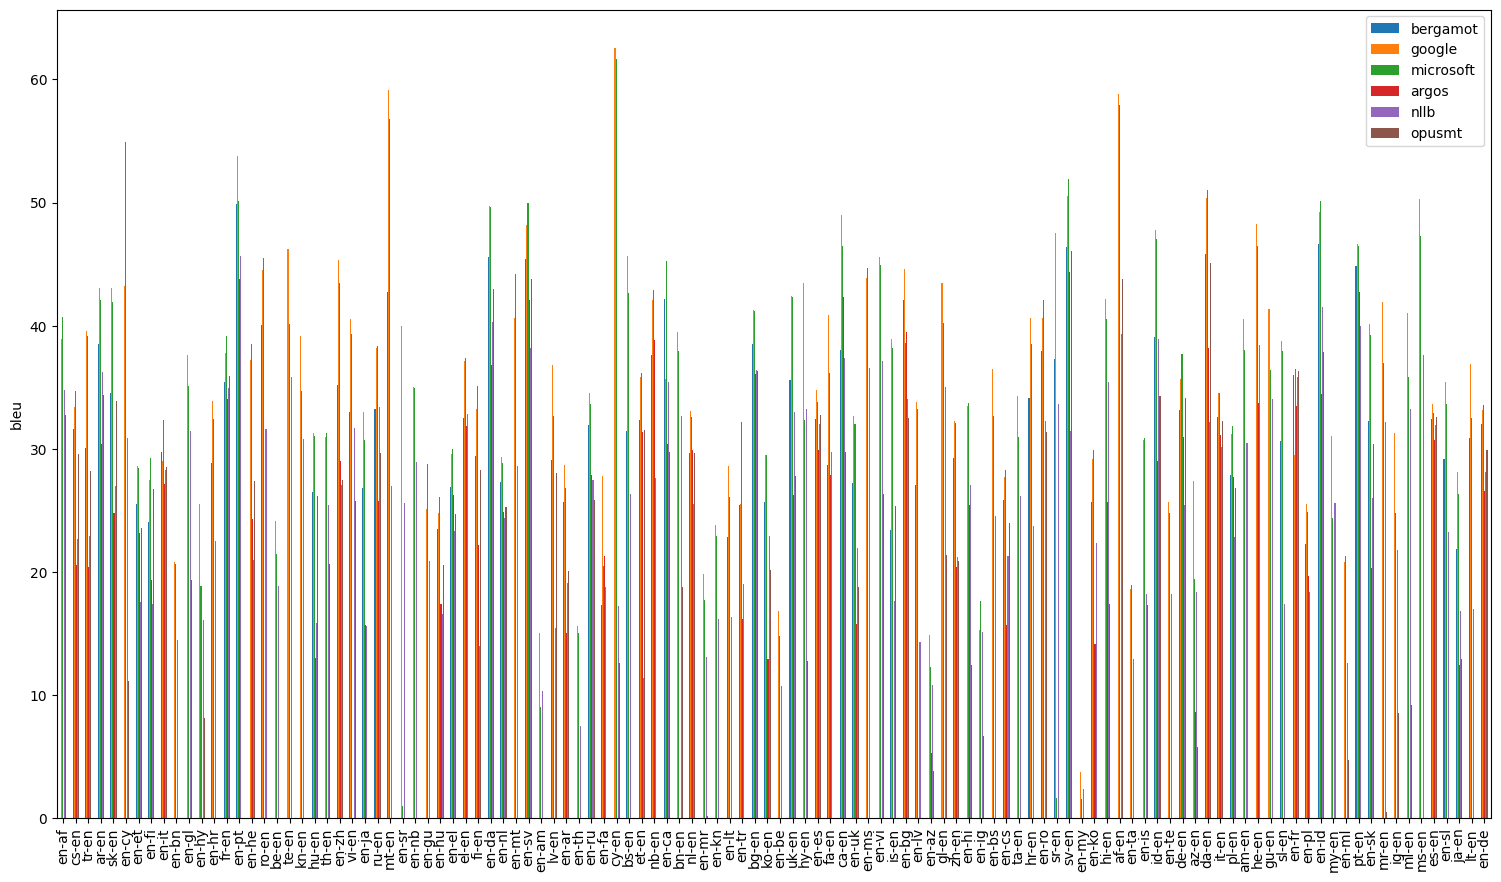 bleu
60
50
40
30
20
10
0
bergamot
google
microsoft
argos
nllb
opusmt
en-af
cs-en
tr-en
ar-en
sk-en
en-cy
en-et
en-fi
en-it
en-bn
en-gl
en-hy
en-hr
fr-en
en-pt
en-he
ro-en
be-en
te-en
kn-en
hu-en
th-en
en-zh
vi-en
en-ja
ru-en
mt-en
en-sr
en-nb
en-gu
en-hu
en-el
el-en
fi-en
en-da
en-nl
en-mt
en-sv
en-am
lv-en
en-ar
en-ru
en-fa
cy-en
bs-en
et-en
nb-en
en-ca
bn-en
nl-en
en-mr
en-kn
en-lt
en-tr
bg-en
ko-en
en-be
uk-en
hy-en
en-es
fa-en
ca-en
en-uk
en-ms
en-vi
is-en
en-bg
en-lv
en-az
gl-en
zh-en
en-hi
en-ig
en-bs
en-cs
ta-en
hr-en
en-ro
sr-en
sv-en
en-my
en-ko
hi-en
af-en
en-ta
en-is
id-en
en-te
de-en
az-en
da-en
it-en
pl-en
am-en
he-en
gu-en
sl-en
en-fr
en-pl
en-id
my-en
en-ml
pt-en
en-sk
mr-en
ig-en
ml-en
ms-en
es-en
en-sl
ja-en
lt-en
en-de